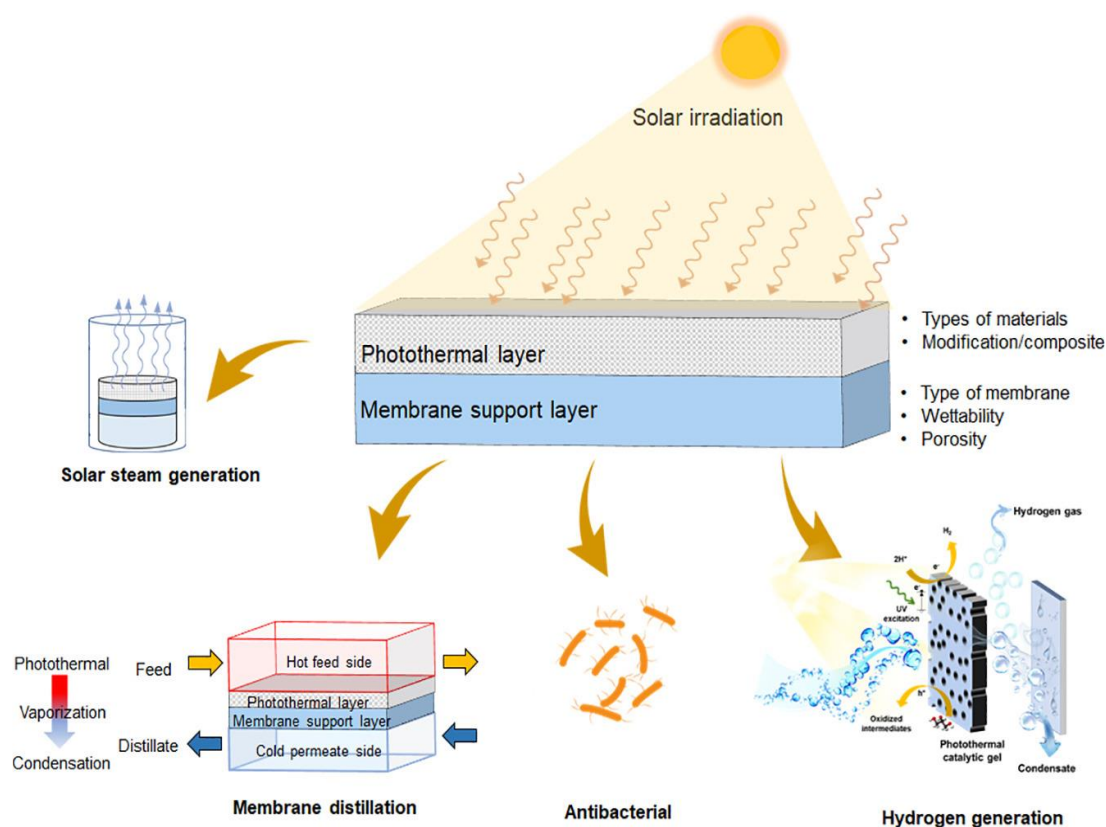 Solar irradiation
Photothermal layer
Membrane support layer
• Types of materials
• Modification/composite
• Type of membrane
• Wettability
• Porosity
Solar steam generation
Photothermal
Vaporization
Condensation
Feed
Distillate
Hot feed side
Photothermal layer
Membrane support layer
Cold permeate side
Membrane distillation
Antibacterial
Hydrogen gas
H₂
2H⁺
e⁻
e⁻
UV
excitation
h⁺
Oxidized
intermediates
Photothermal
catalytic gel
Condensate
Hydrogen generation